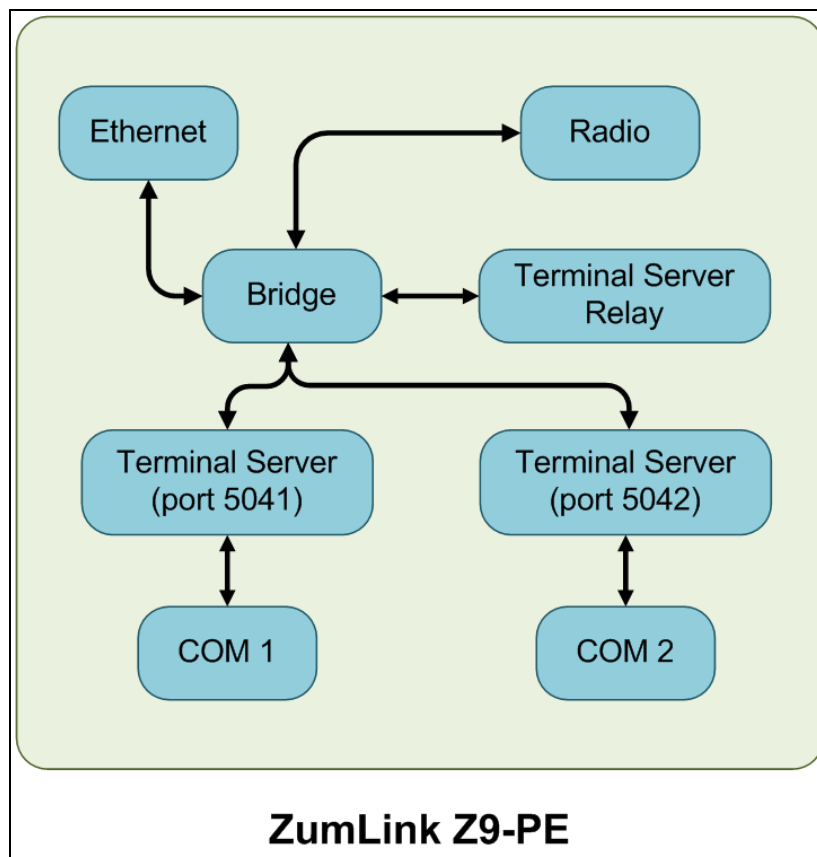 Ethernet
Radio
Bridge
Terminal Server
Relay
Terminal Server
(port 5041)
Terminal Server
(port 5042)
COM 1
COM 2
ZumLink Z9-PE